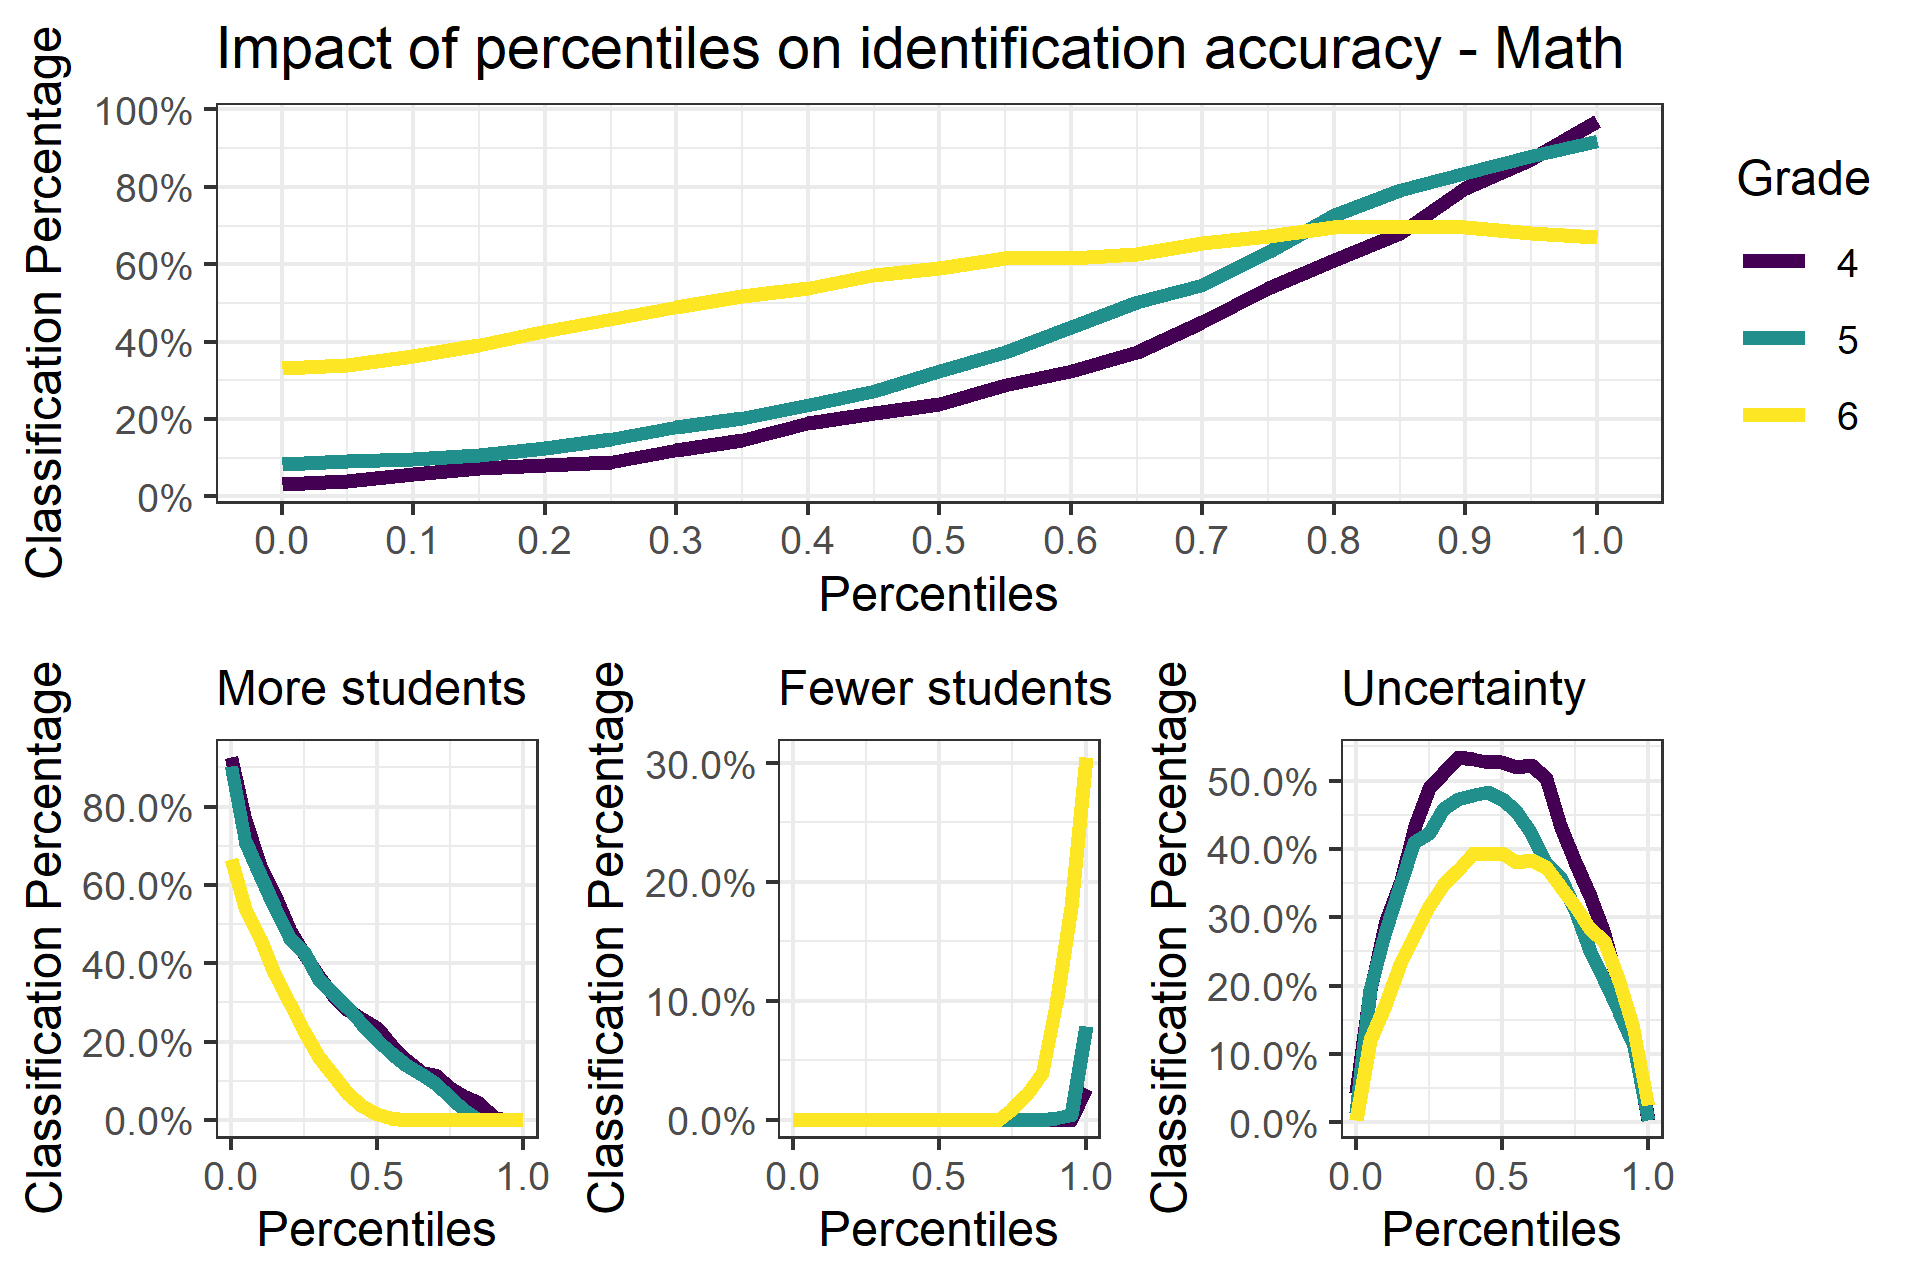 Impact of percentiles on identification accuracy - Math
Classification Percentage
100%
80%
60%
40%
20%
0%
0.0 0.1 0.2 0.3 0.4 0.5 0.6 0.7 0.8 0.9 1.0
Percentiles
Grade
4
5
6
More students
Classification Percentage
80.0%
60.0%
40.0%
20.0%
0.0%
0.0 0.5 1.0
Percentiles
Fewer students
Classification Percentage
30.0%
20.0%
10.0%
0.0%
0.0 0.5 1.0
Percentiles
Uncertainty
Classification Percentage
50.0%
40.0%
30.0%
20.0%
10.0%
0.0%
0.0 0.5 1.0
Percentiles